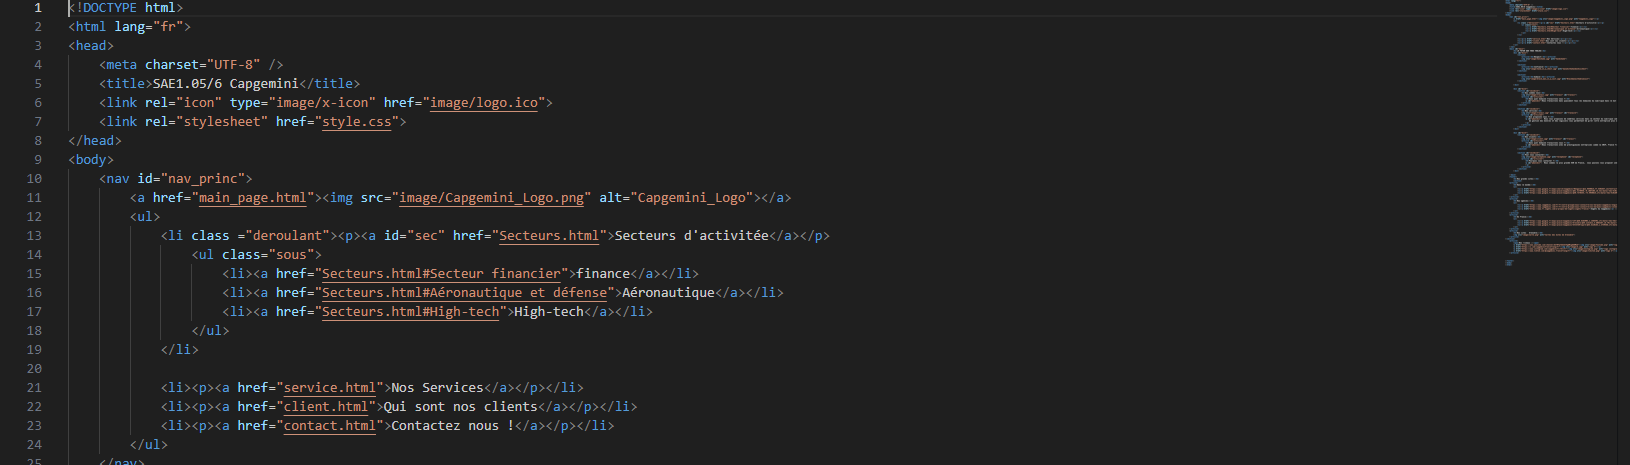 1 <!DOCTYPE html>
2 <html lang="fr">
3 <head>
4 <meta charset="UTF-8" />
5 <title>SAE1.05/6 Capgemini</title>
6 <link rel="icon" type="image/x-icon" href="image/logo.ico">
7 <link rel="stylesheet" href="style.css">
8 </head>
9 <body>
10 <nav id="nav_princ">
11 <a href="main_page.html"><img src="image/Capgemini_Logo.png" alt="Capgemini_Logo"></a>
12 <ul>
13 <li class ="deroulant"><p><a id="sec" href="Secteurs.html">Secteurs d'activitée</a></p>
14 <ul class="sous">
15 <li><a href="Secteurs.html#Secteur financier">finance</a></li>
16 <li><a href="Secteurs.html#Aéronautique et défense">Aéronautique</a></li>
17 <li><a href="Secteurs.html#High-tech">High-tech</a></li>
18 </ul>
19 </li>
20
21 <li><p><a href="service.html">Nos Services</a></p></li>
22 <li><p><a href="client.html">Qui sont nos clients</a></p></li>
23 <li><p><a href="contact.html">Contactez nous !</a></p></li>
24 </ul>
25 </nav>